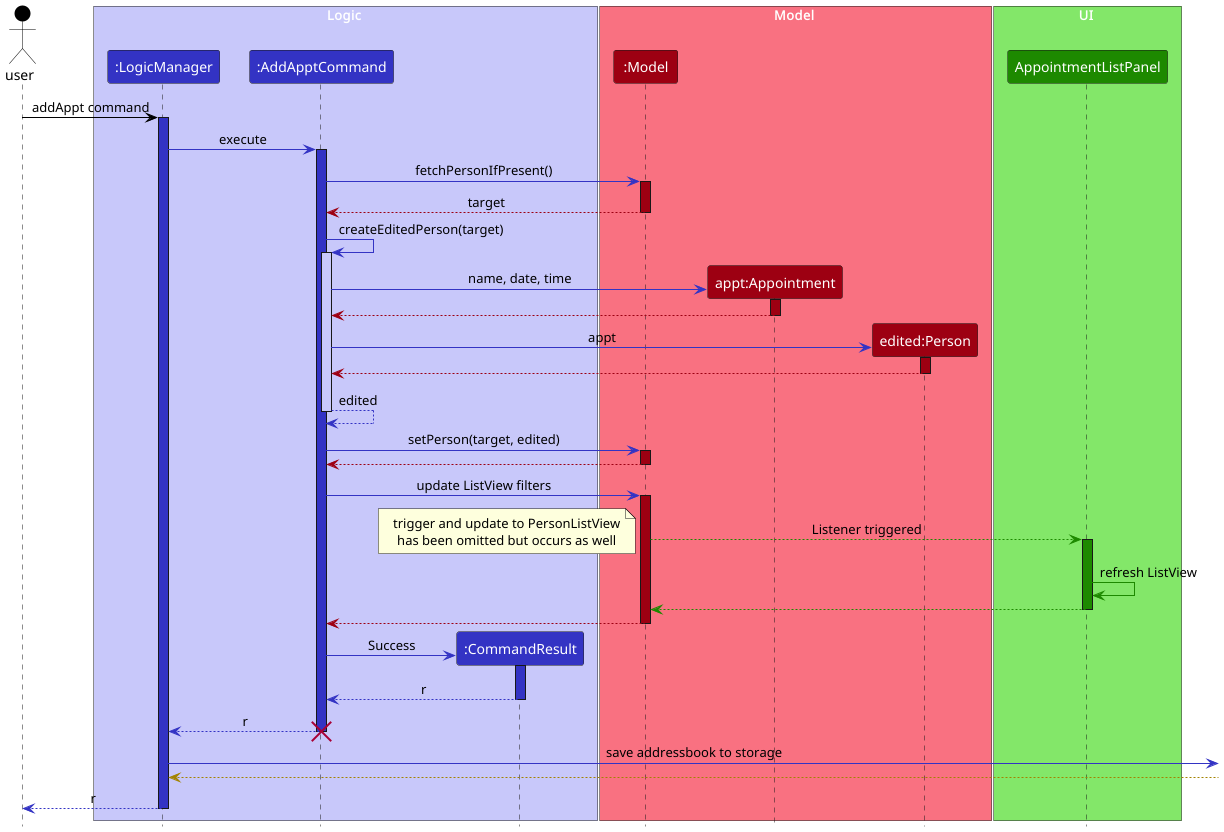 Logic
Model
UI
user
:LogicManager
:AddApptCommand
:Model
AppointmentListPanel
addAppt command
execute
fetchPersonIfPresent()
target
createEditedPerson(target)
name, date, time
appt:Appointment
appt
edited:Person
edited
setPerson(target, edited)
update ListView filters
trigger and update to PersonListView
has been omitted but occurs as well
Listener triggered
refresh ListView
Success
:CommandResult
r
r
save addressbook to storage
r